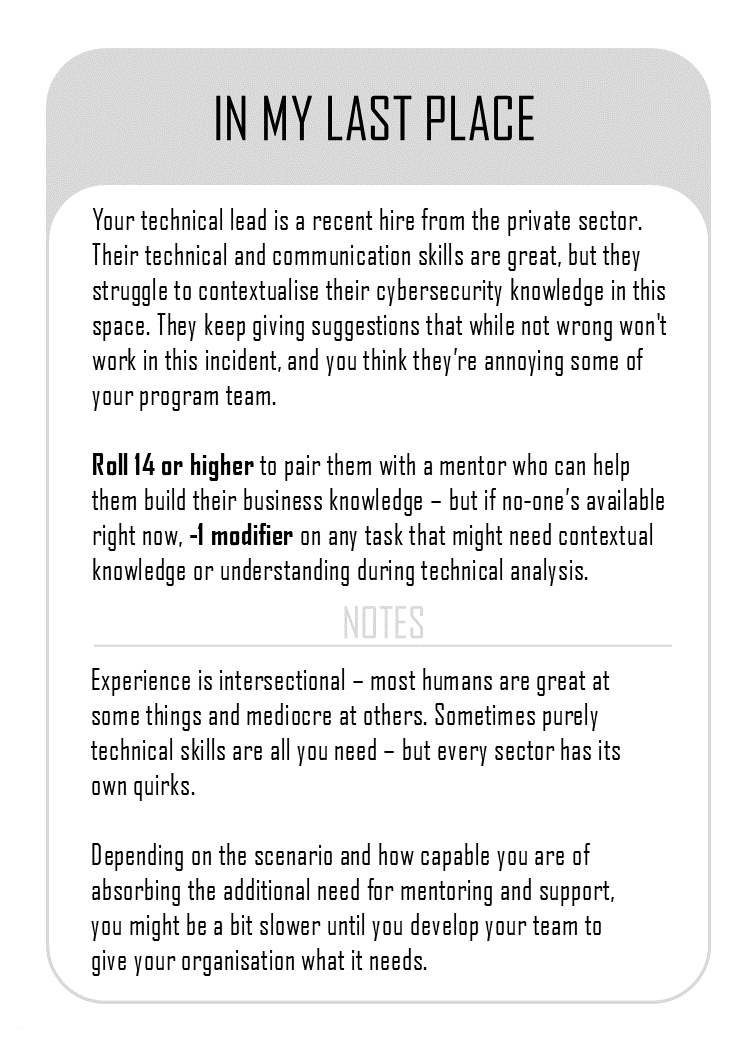 IN MY LAST PLACE
Your technical lead is a recent hire from the private sector.
Their technical and communication skills are great, but they
struggle to contextualise their cybersecurity knowledge in this
space. They keep giving suggestions that while not wrong won't
work in this incident, and you think they’re annoying some of
your program team.
Roll 14 or higher to pair them with a mentor who can help
them build their business knowledge – but if no-one’s available
right now, -1 modifier on any task that might need contextual
knowledge or understanding during technical analysis.
NOTES
Experience is intersectional – most humans are great at
some things and mediocre at others. Sometimes purely
technical skills are all you need – but every sector has its
own quirks.
Depending on the scenario and how capable you are of
absorbing the additional need for mentoring and support,
you might be a bit slower until you develop your team to
give your organisation what it needs.